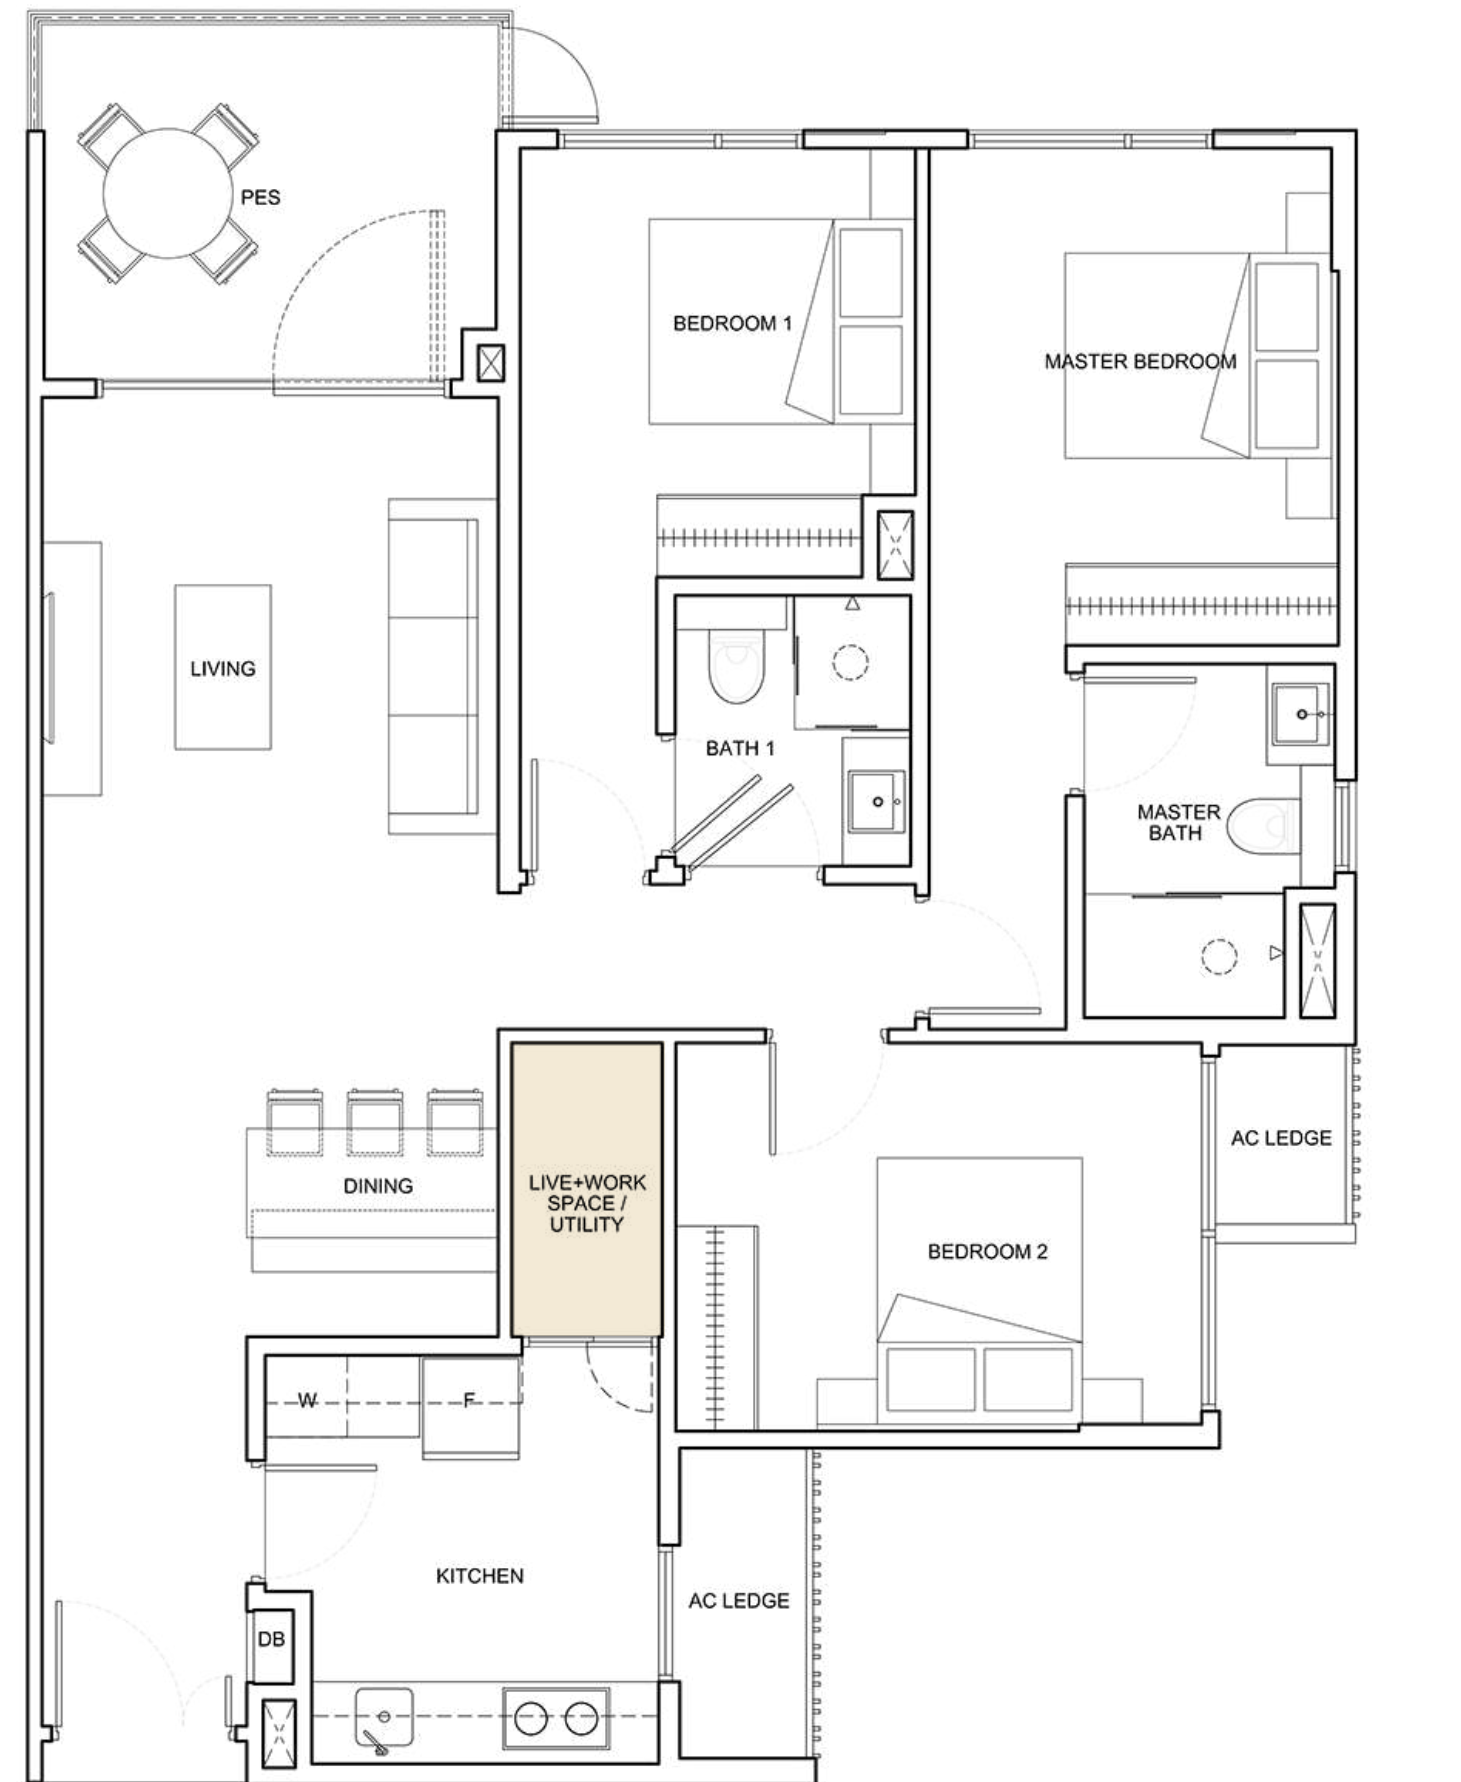 PES
BEDROOM 1
MASTER BEDROOM
LIVING
BATH 1
MASTER
BATH
AC LEDGE
DINING
LIVE+WORK
SPACE /
UTILITY
BEDROOM 2
W
F
KITCHEN
AC LEDGE
DB